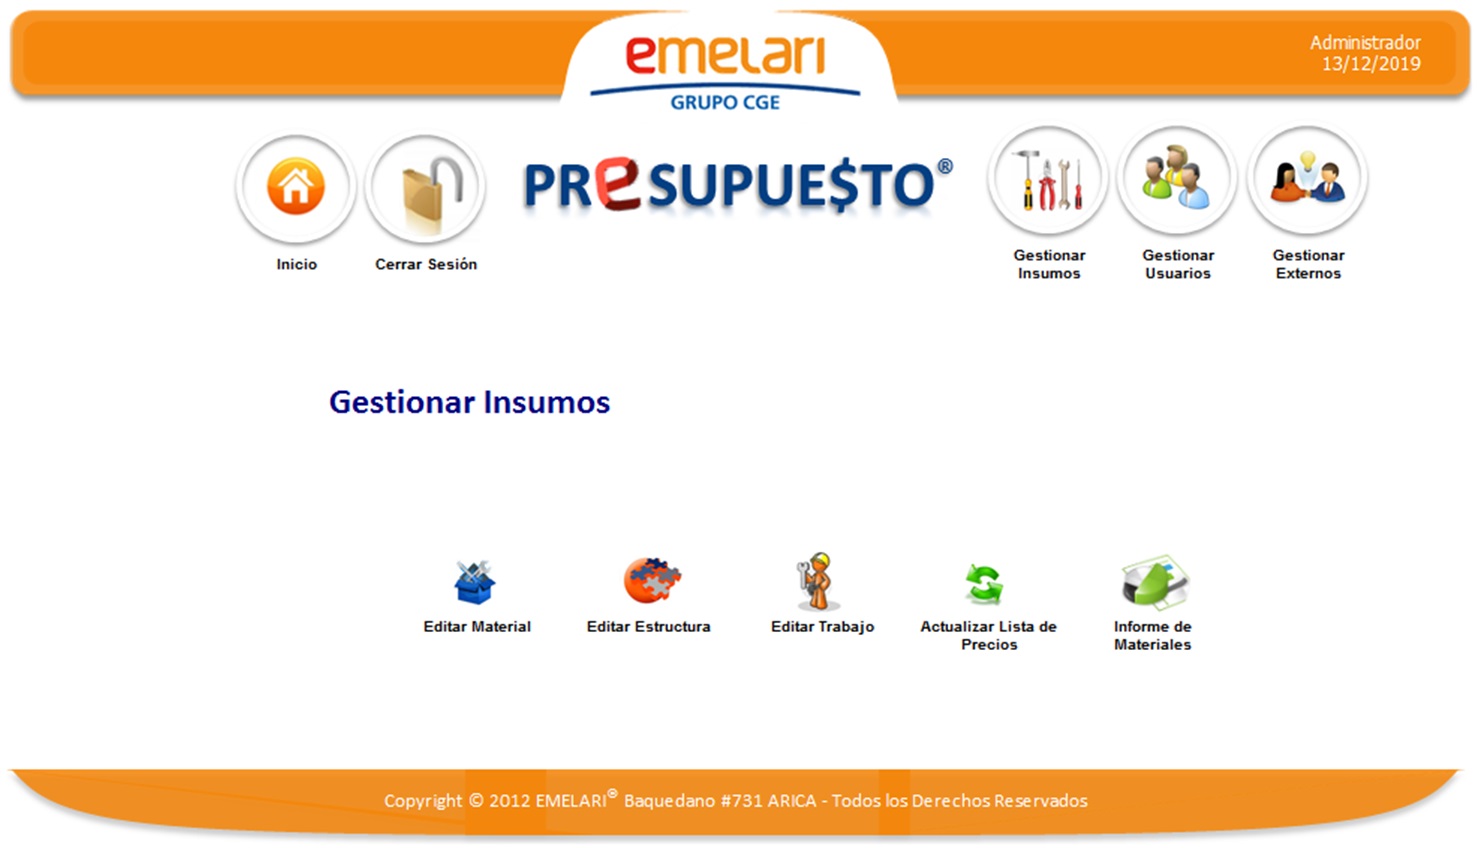 emelari
GRUPO CGE
Administrador
13/12/2019
Inicio
Cerrar Sesión
PReSUPUE$TO®
Gestionar
Insumos
Gestionar
Usuarios
Gestionar
Externos
Gestionar Insumos
Editar Material
Editar Estructura
Editar Trabajo
Actualizar Lista de
Precios
Informe de
Materiales
Copyright © 2012 EMELARI® Baquedano #731 ARICA - Todos los Derechos Reservados